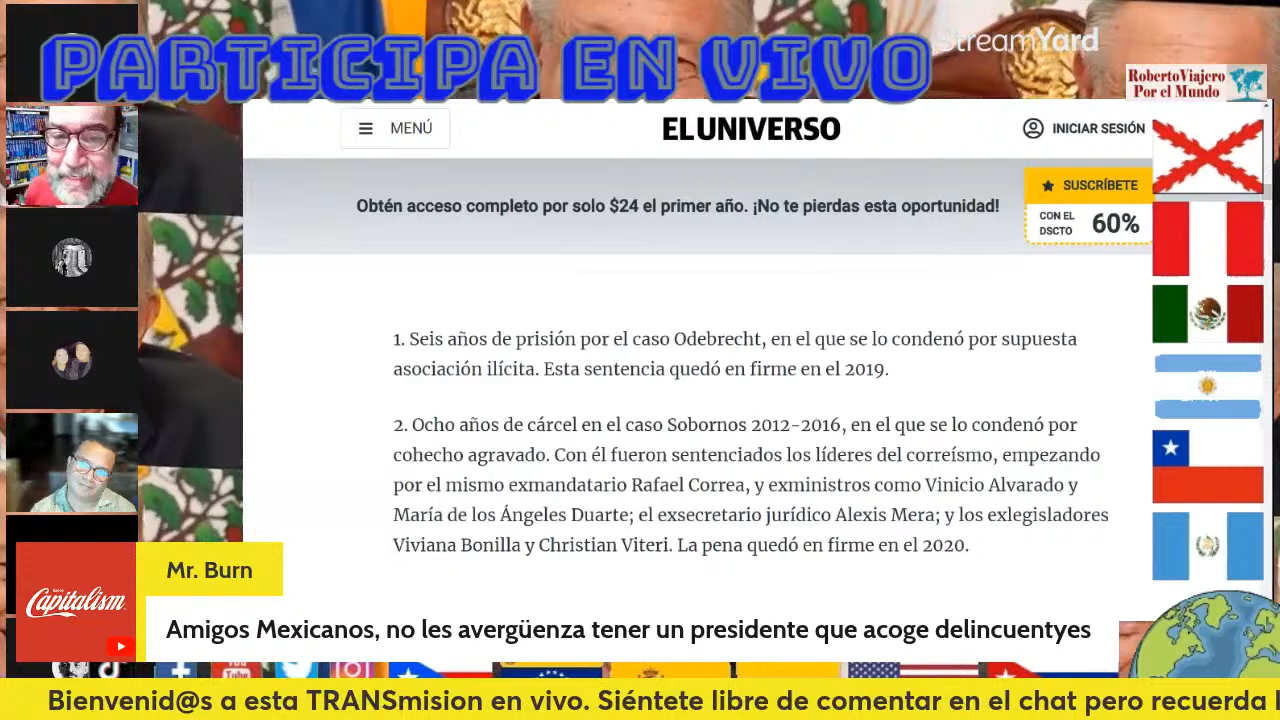 PARTICIPA EN VIVO
StreamYard
RobertoViajero
Por el Mundo
MENÚ
EL UNIVERSO
INICIAR SESIÓN
Obtén acceso completo por solo $24 el primer año. ¡No te pierdas esta oportunidad!
SUSCRÍBETE
CON EL
DSCTO
60%
1. Seis años de prisión por el caso Odebrecht, en el que se lo condenó por supuesta
asociación ilícita. Esta sentencia quedó en firme en el 2019.
2. Ocho años de cárcel en el caso Sobornos 2012-2016, en el que se lo condenó por
cohecho agravado. Con él fueron sentenciados los líderes del correísmo, empezando
por el mismo exmandatario Rafael Correa, y exministros como Vinicio Alvarado y
María de los Ángeles Duarte; el exsecretario jurídico Alexis Mera; y los exlegisladores
Viviana Bonilla y Christian Viteri. La pena quedó en firme en el 2020.
Mr. Burn
Capitalism
Amigos Mexicanos, no les avergüenza tener un presidente que acoge delincuentyes
You
Tube
Bienvenid@s a esta TRANSmision en vivo. Siéntete libre de comentar en el chat pero recuerda